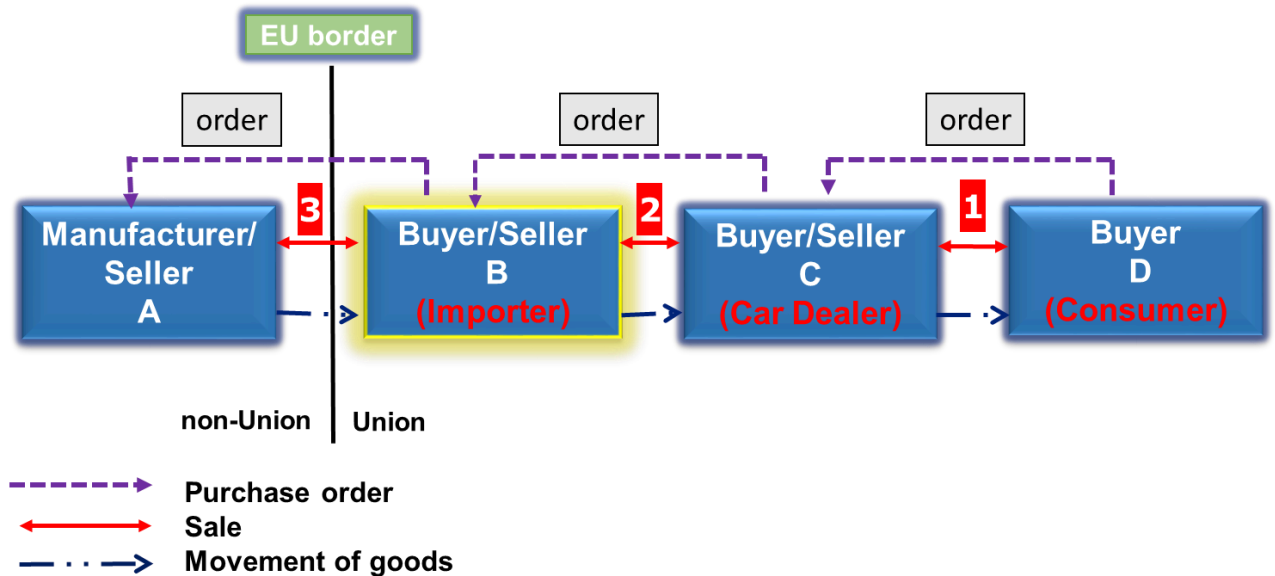 EU border
order
order
order
3
2
1
Manufacturer/
Seller
A
Buyer/Seller
B
(Importer)
Buyer/Seller
C
(Car Dealer)
Buyer
D
(Consumer)
non-Union
Union
Purchase order
Sale
Movement of goods